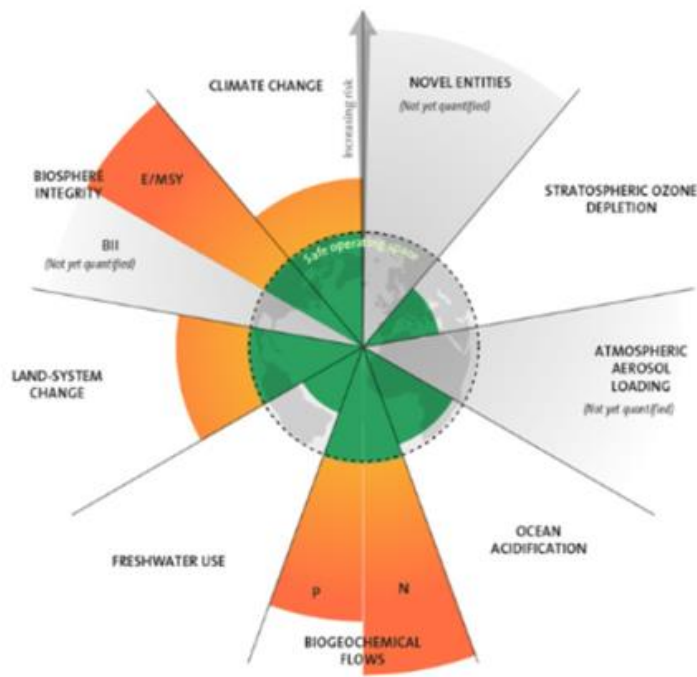 CLIMATE CHANGE
Increasing risk
NOVEL ENTITIES
(Not yet quantified)
STRATOSPHERIC OZONE
DEPLETION
ATMOSPHERIC
AEROSOL
LOADING
(Not yet quantified)
OCEAN
ACIDIFICATION
N
P
BIOGEOCHEMICAL
FLOWS
FRESHWATER USE
LAND-SYSTEM
CHANGE
BII
(Not yet quantified)
BIOSPHERE
INTEGRITY
E/MSY
Safe operating space